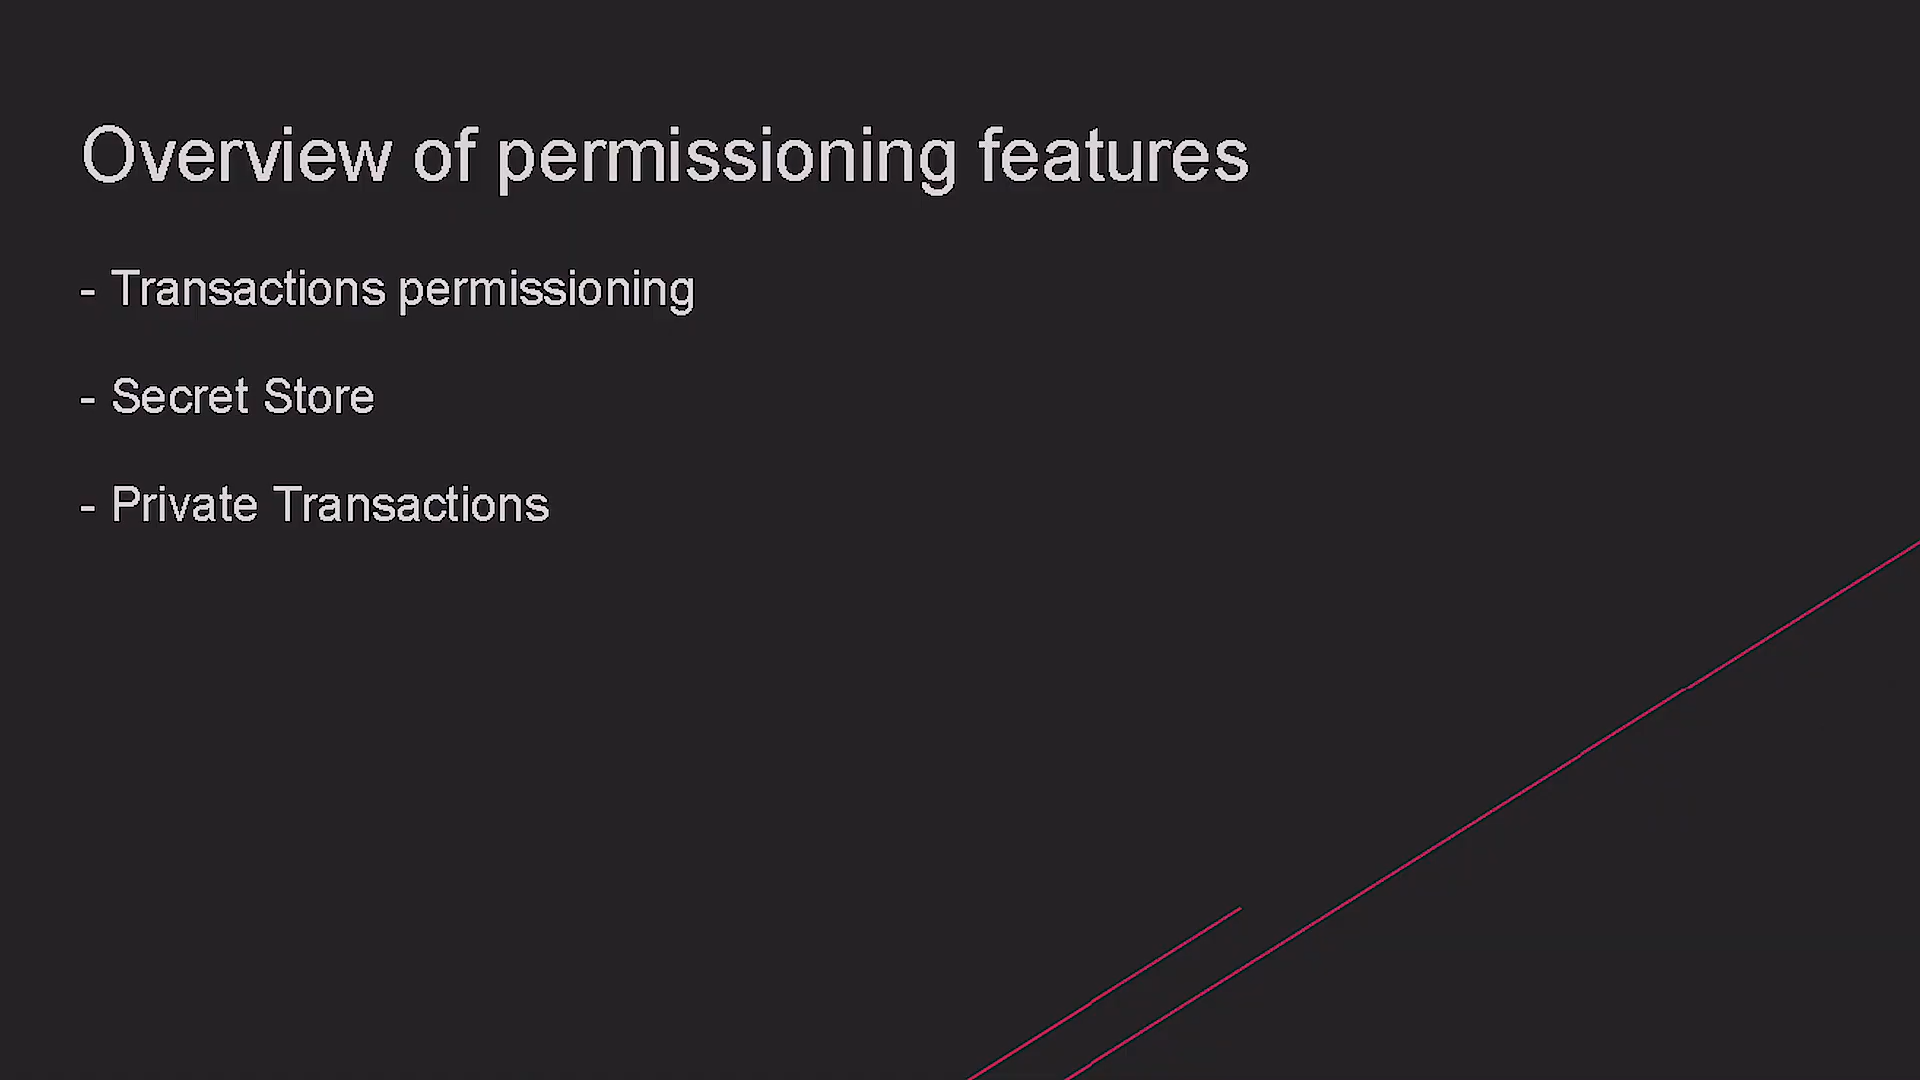 Overview of permissioning features
- Transactions permissioning
- Secret Store
- Private Transactions